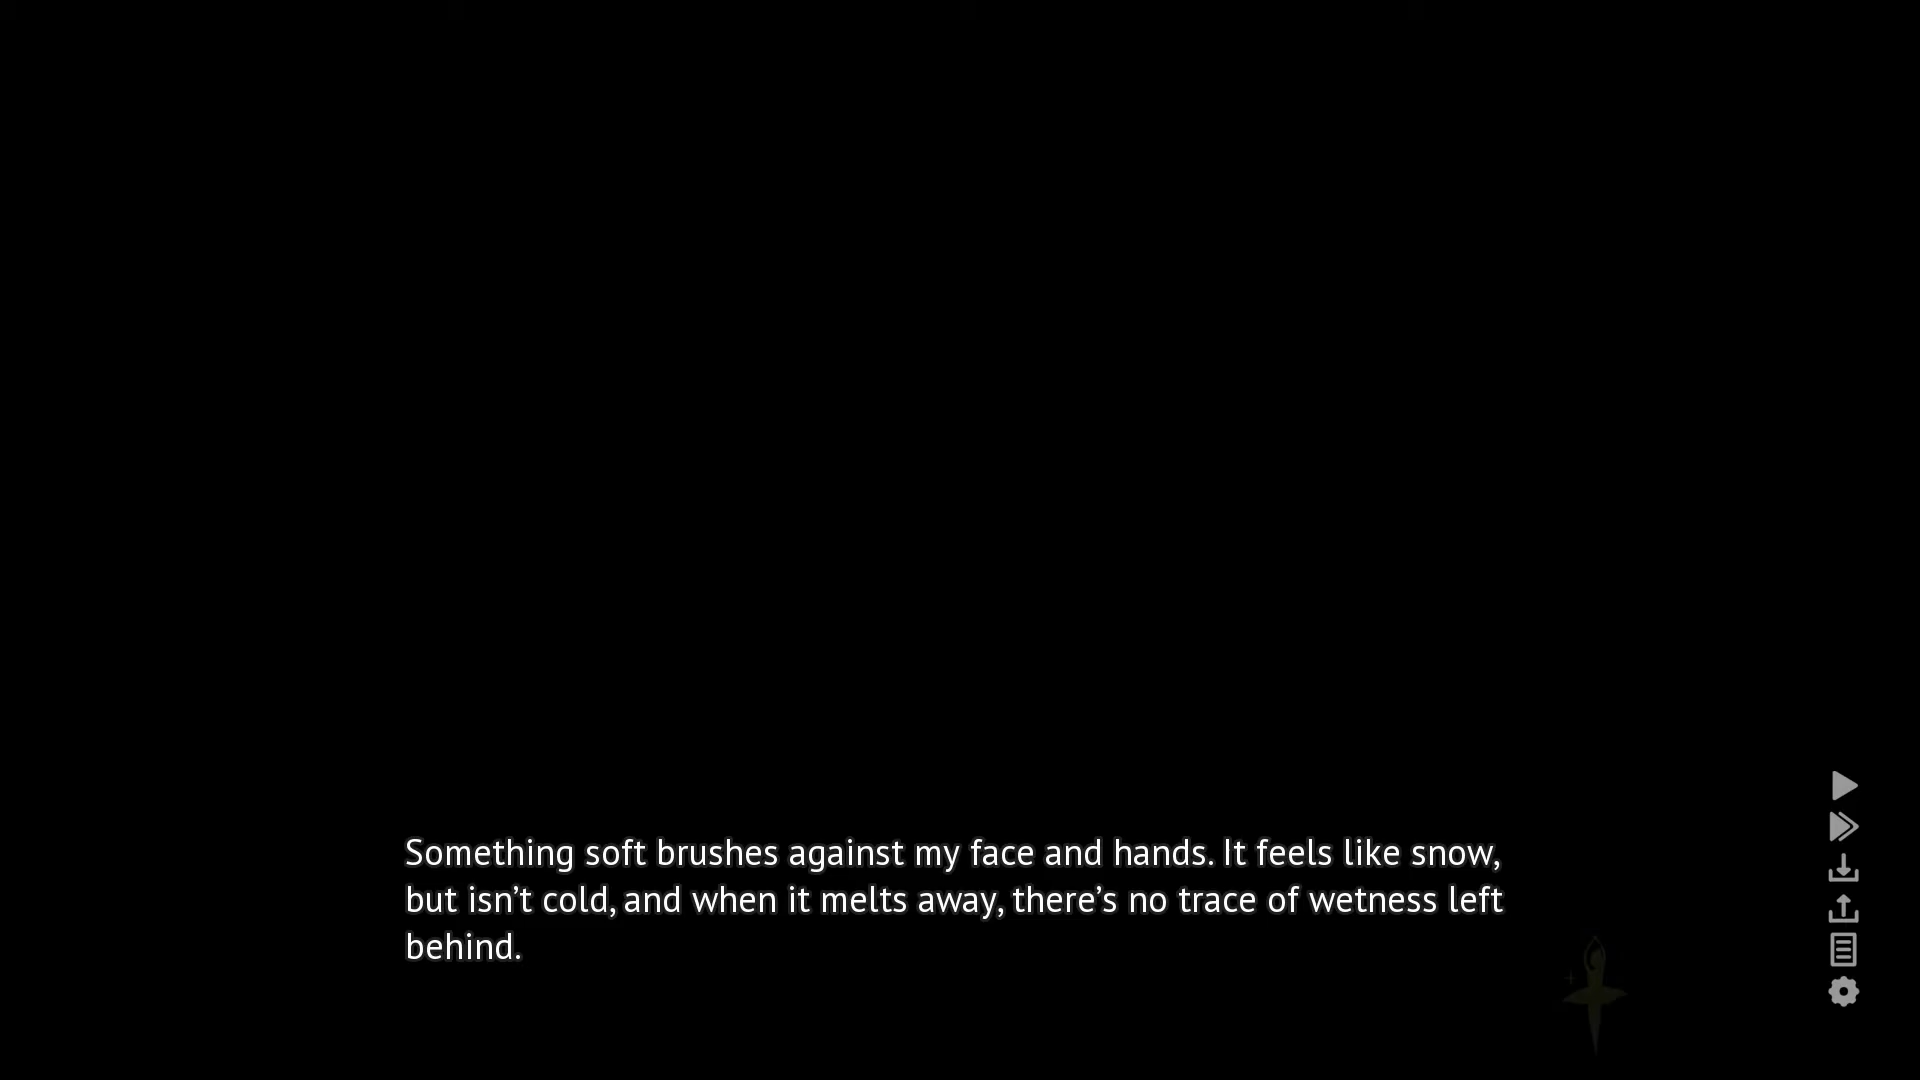 Something soft brushes against my face and hands. It feels like snow,
but isn’t cold, and when it melts away, there’s no trace of wetness left
behind.